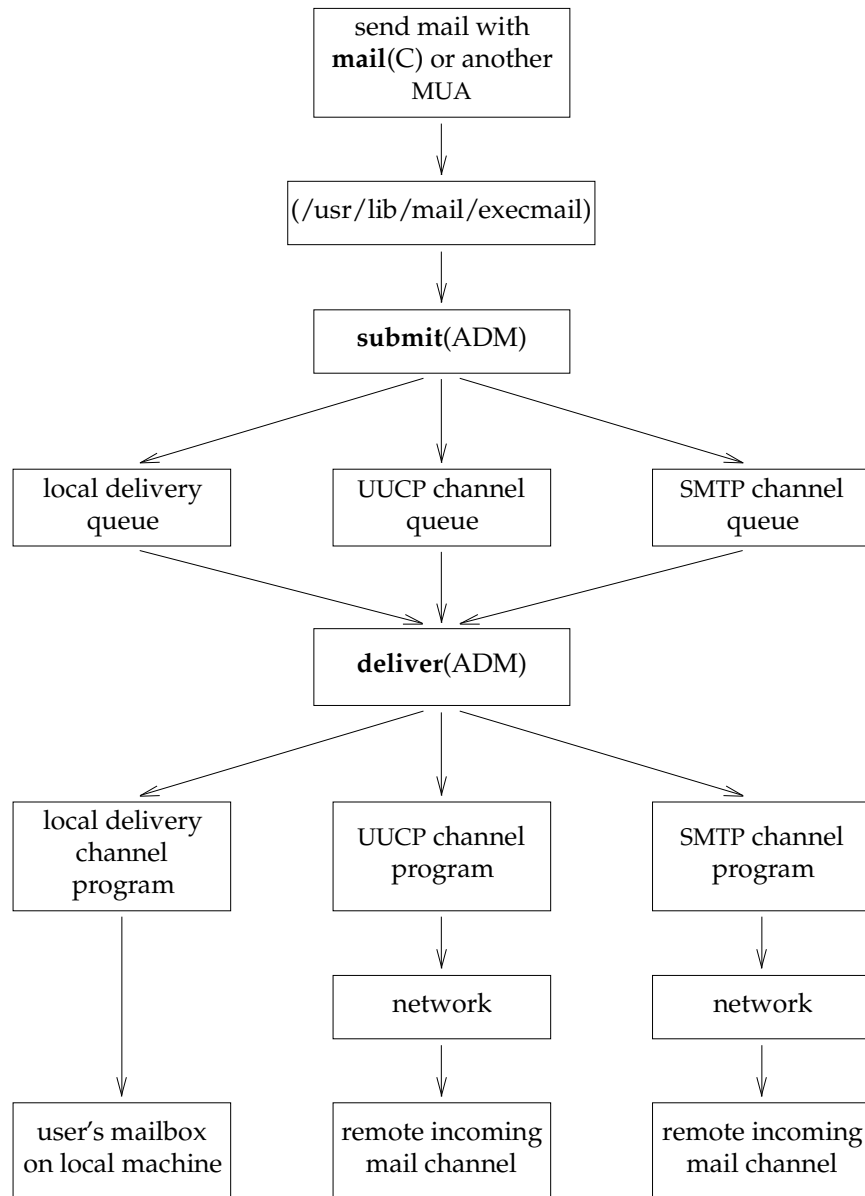 send mail with
mail(C) or another
MUA
(/usr/lib/mail/execmail)
submit(ADM)
local delivery
queue
UUCP channel
queue
SMTP channel
queue
deliver(ADM)
local delivery
channel
program
UUCP channel
program
SMTP channel
program
network
network
user's mailbox
on local machine
remote incoming
mail channel
remote incoming
mail channel